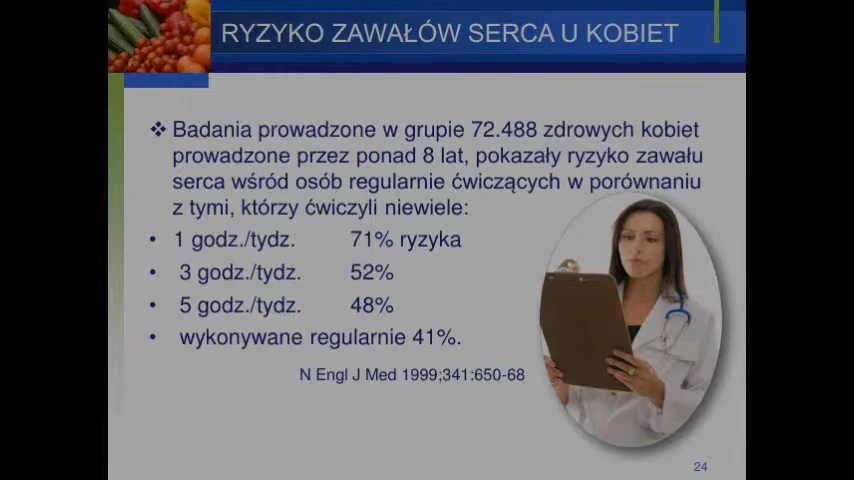 RYZYKO ZAWAŁÓW SERCA U KOBIET
❖ Badania prowadzone w grupie 72.488 zdrowych kobiet
prowadzone przez ponad 8 lat, pokazały ryzyko zawału
serca wśród osób regularnie ćwiczących w porównaniu
z tymi, którzy ćwiczyli niewiele:
• 1 godz./tydz. 71% ryzyka
• 3 godz./tydz. 52%
• 5 godz./tydz. 48%
• wykonywane regularnie 41%.
N Engl J Med 1999;341:650-68
24